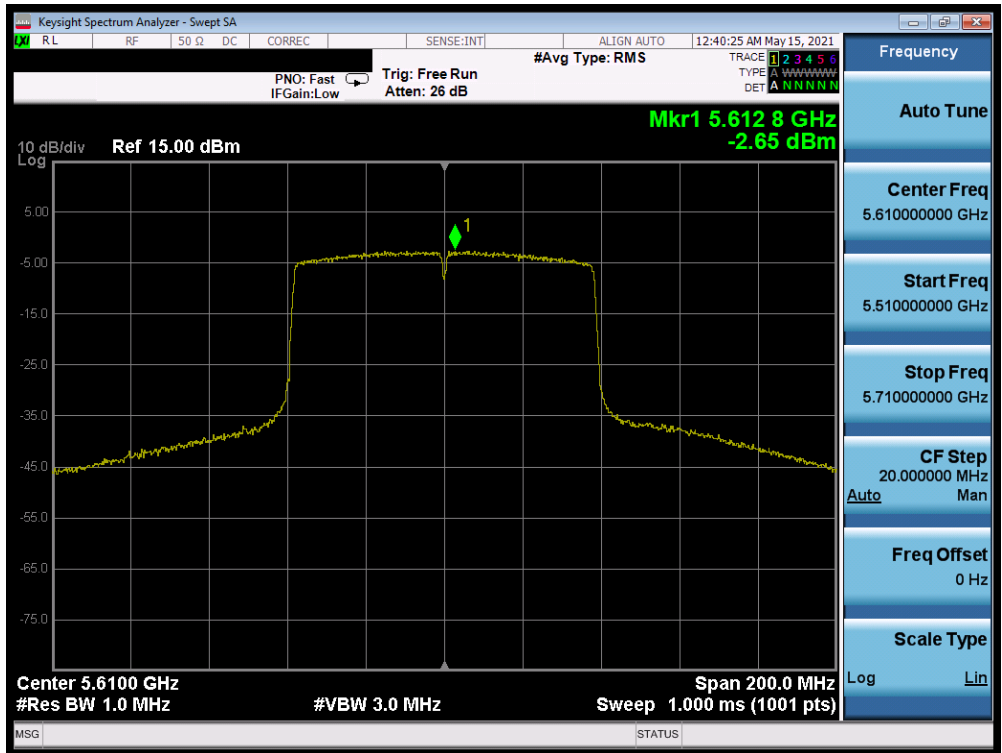 Keysight Spectrum Analyzer - Swept SA
LXI RL RF 50 Ω DC CORREC SENSE:INT ALIGN AUTO 12:40:25 AM May 15, 2021
#Avg Type: RMS
PNO: Fast
IFGain:Low
Trig: Free Run
Atten: 26 dB
TRACE 1 2 3 4 5 6
TYPE A WWWWW
DET A N N N N N
Mkr1 5.612 8 GHz
-2.65 dBm
10 dB/div Ref 15.00 dBm
Log
5.00
-5.00
-15.0
-25.0
-35.0
-45.0
-55.0
-65.0
-75.0
1
Center 5.6100 GHz
Span 200.0 MHz
#Res BW 1.0 MHz
#VBW 3.0 MHz
Sweep 1.000 ms (1001 pts)
MSG
STATUS
Frequency
Auto Tune
Center Freq
5.610000000 GHz
Start Freq
5.510000000 GHz
Stop Freq
5.710000000 GHz
CF Step
20.000000 MHz
Auto Man
Freq Offset
0 Hz
Scale Type
Log Lin